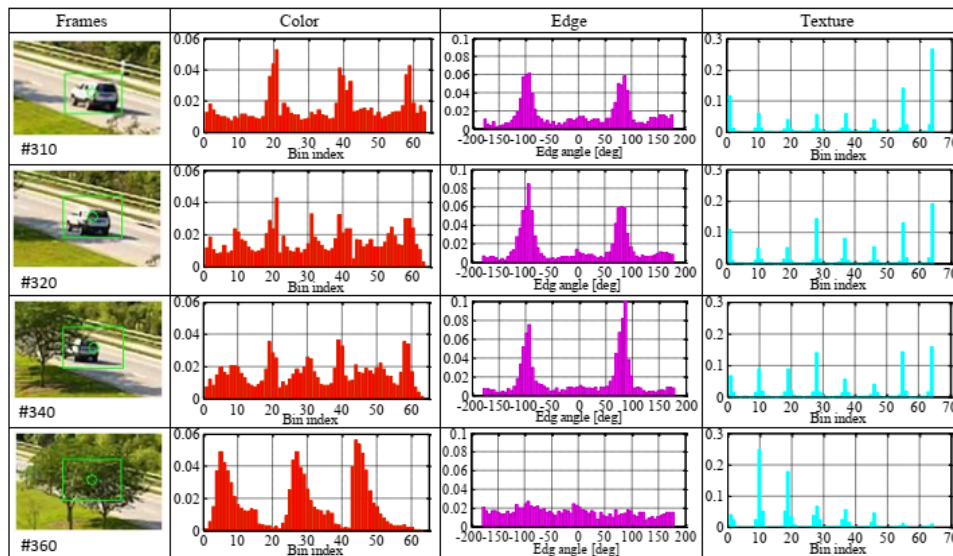 Frames Color Edge Texture
0.06 0.04 0.02 0
0 10 20 30 40 50 60
Bin index
0.1 0.08 0.06 0.04 0.02 0
-200-150-100 -50 0 50 100 150 200
Edg angle [deg]
0.3 0.2 0.1 0
0 10 20 30 40 50 60 70
Bin index
#310
0.06 0.04 0.02 0
0 10 20 30 40 50 60
Bin index
0.1 0.08 0.06 0.04 0.02 0
-200-150-100 -50 0 50 100 150 200
Edg angle [deg]
0.3 0.2 0.1 0
0 10 20 30 40 50 60 70
Bin index
#320
0.06 0.04 0.02 0
0 10 20 30 40 50 60
Bin index
0.1 0.08 0.06 0.04 0.02 0
-200-150-100 -50 0 50 100 150 200
Edg angle [deg]
0.3 0.2 0.1 0
0 10 20 30 40 50 60 70
Bin index
#340
0.06 0.04 0.02 0
0 10 20 30 40 50 60
Bin index
0.1 0.08 0.06 0.04 0.02 0
-200-150-100 -50 0 50 100 150 200
Edg angle [deg]
0.3 0.2 0.1 0
0 10 20 30 40 50 60 70
Bin index
#360